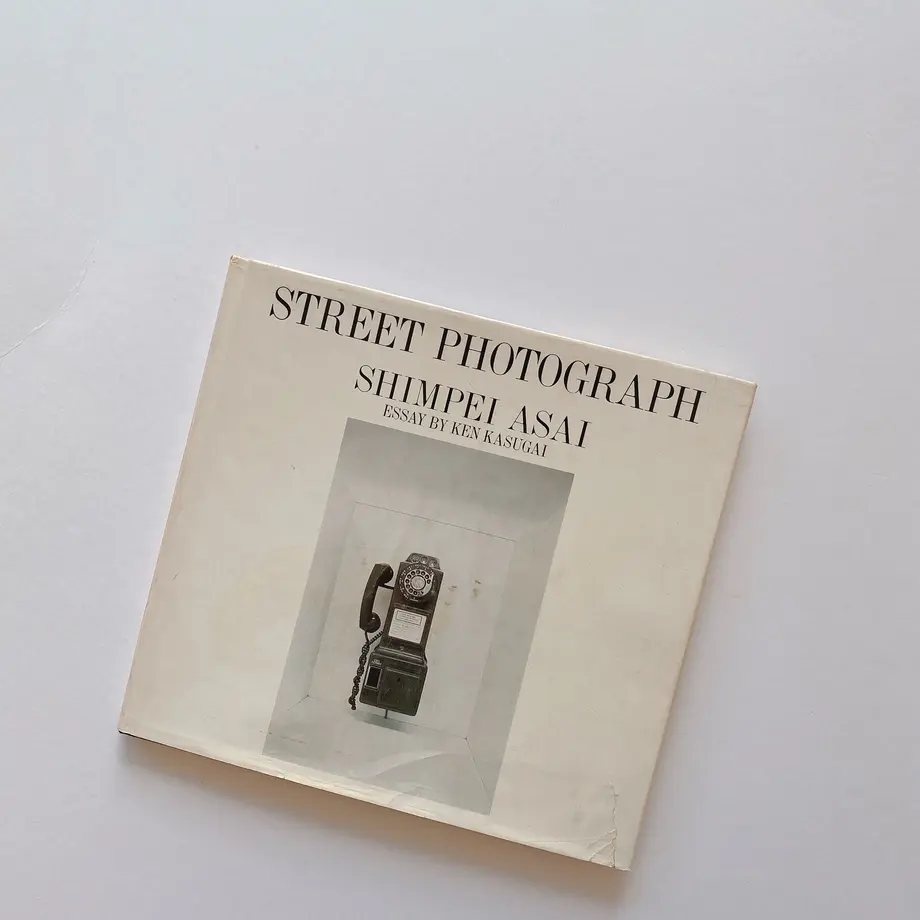 STREET PHOTOGRAPH
SHIMPEI ASAI
ESSAY BY KEN KASUGAI